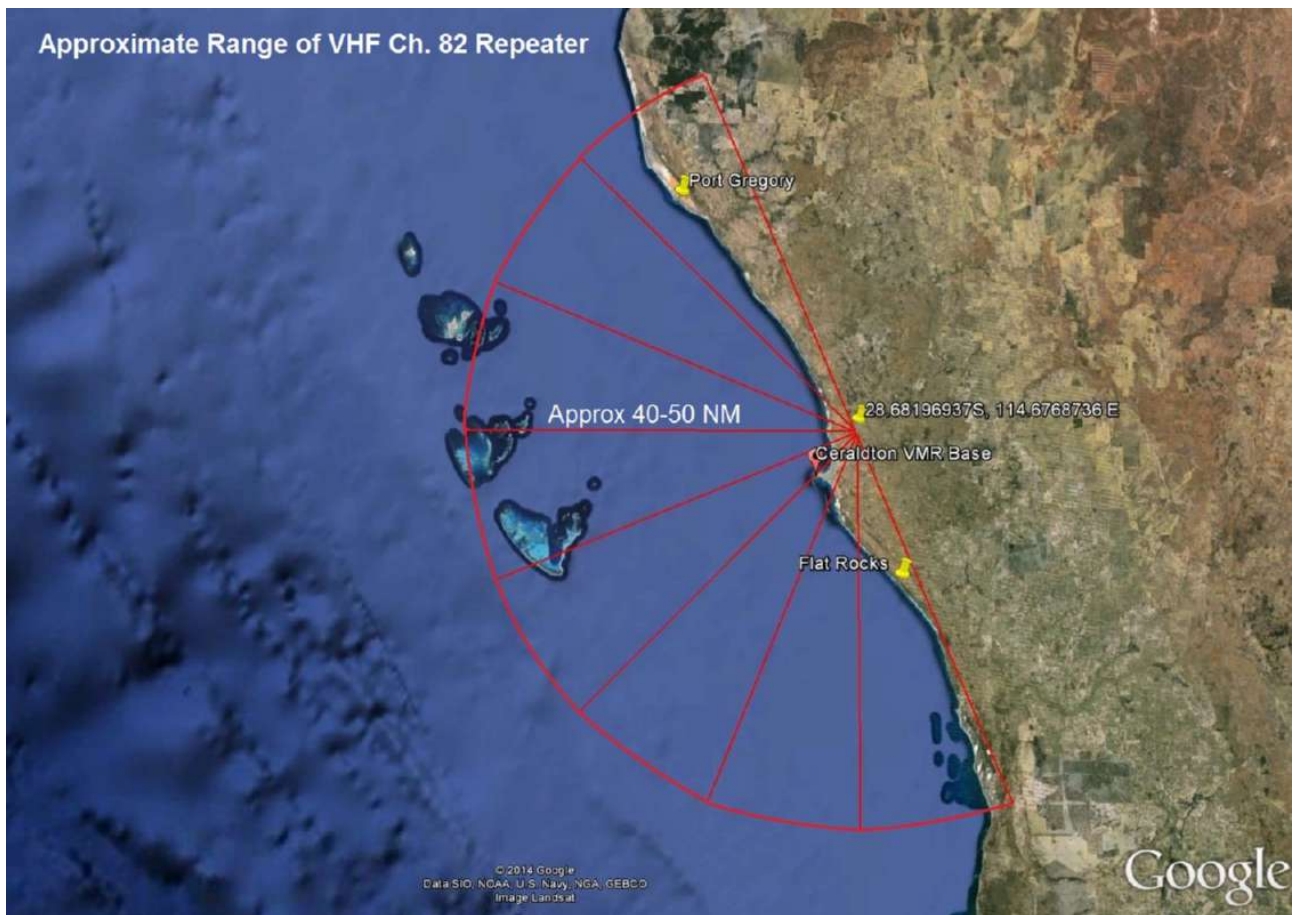 Approximate Range of VHF Ch. 82 Repeater
Port Gregory
Approx 40-50 NM
28.68196937S, 114.6768736 E
Ceraldton VMR Base
Flat Rocks
© 2014 Google
Data SIO, NOAA, U.S. Navy, NGA, GEBCO
Image Landsat
Google